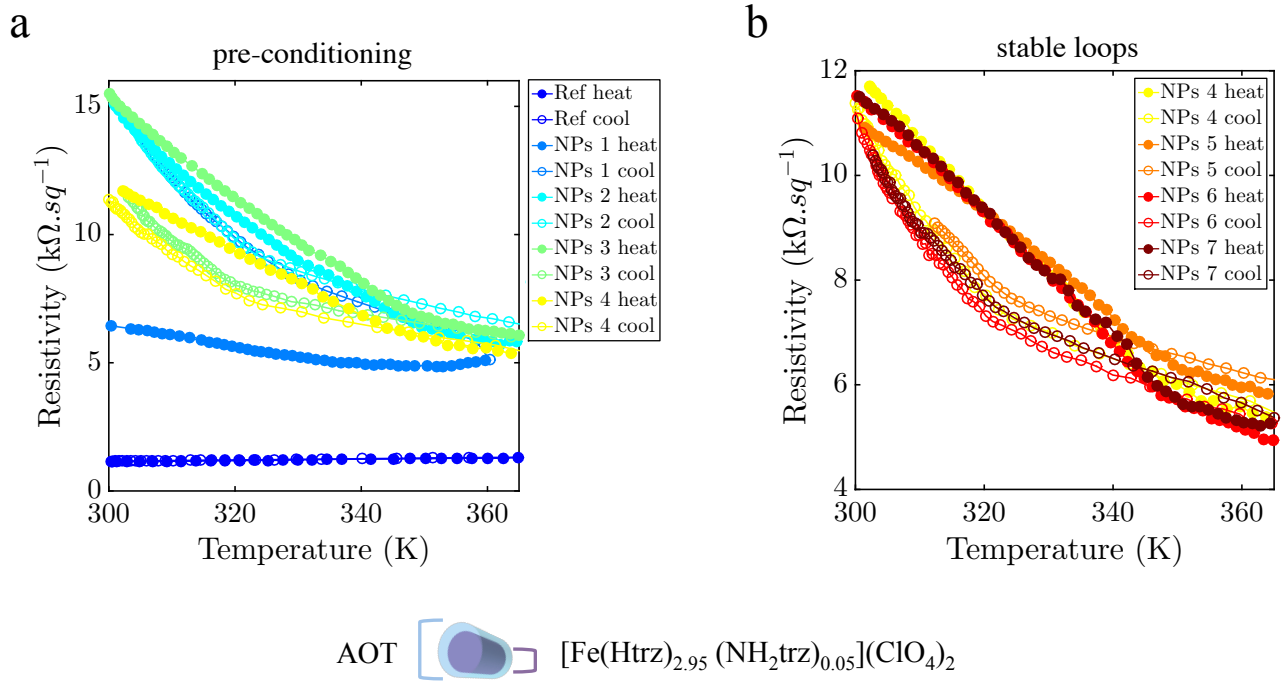 a
pre-conditioning
Resistivity (kΩ.sq⁻¹)
15
10
5
0
300
320
340
360
Temperature (K)
Ref heat
Ref cool
NPs 1 heat
NPs 1 cool
NPs 2 heat
NPs 2 cool
NPs 3 heat
NPs 3 cool
NPs 4 heat
NPs 4 cool
b
stable loops
Resistivity (kΩ.sq⁻¹)
12
10
8
6
4
300
320
340
360
Temperature (K)
NPs 4 heat
NPs 4 cool
NPs 5 heat
NPs 5 cool
NPs 6 heat
NPs 6 cool
NPs 7 heat
NPs 7 cool
AOT [Fe(Htrz)₂.₉₅ (NH₂trz)₀.₀₅](ClO₄)₂